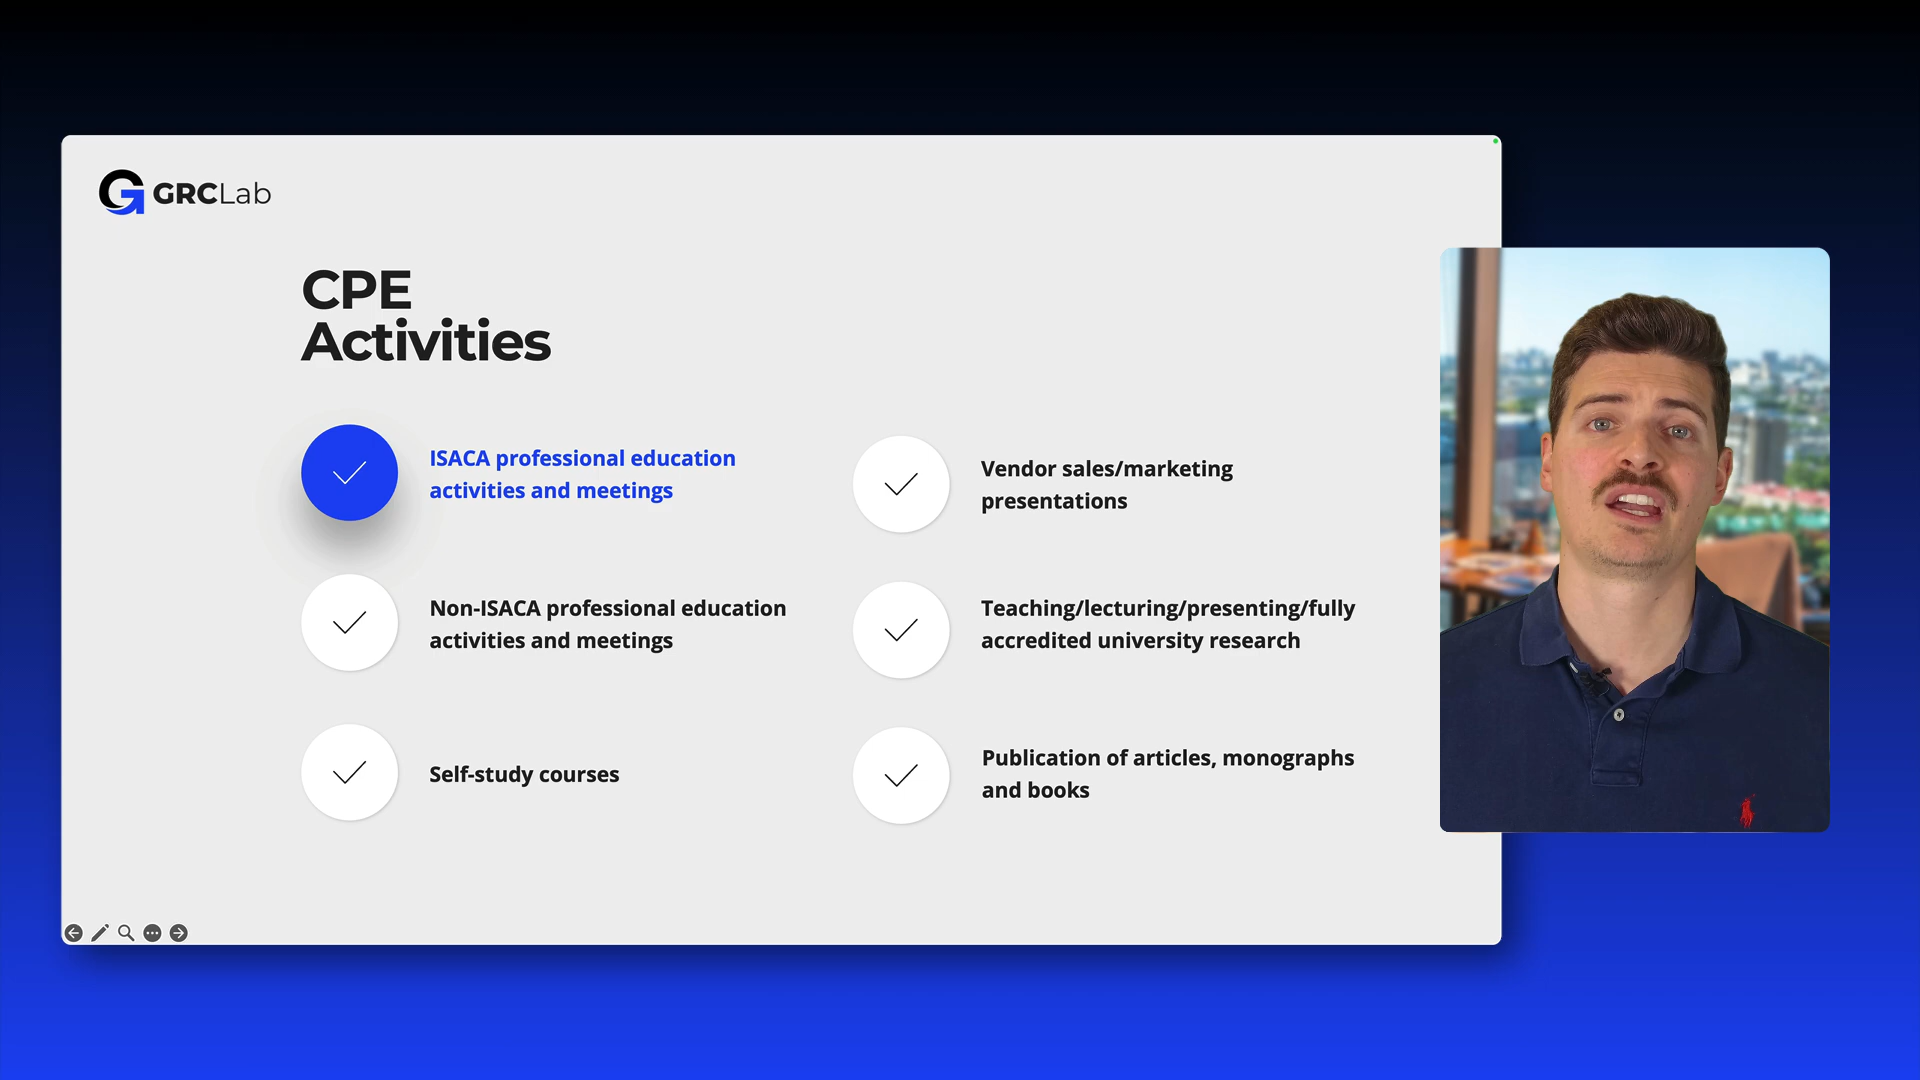 GRCLab
CPE
Activities
ISACA professional education
activities and meetings
Non-ISACA professional education
activities and meetings
Self-study courses
Vendor sales/marketing
presentations
Teaching/lecturing/presenting/fully
accredited university research
Publication of articles, monographs
and books